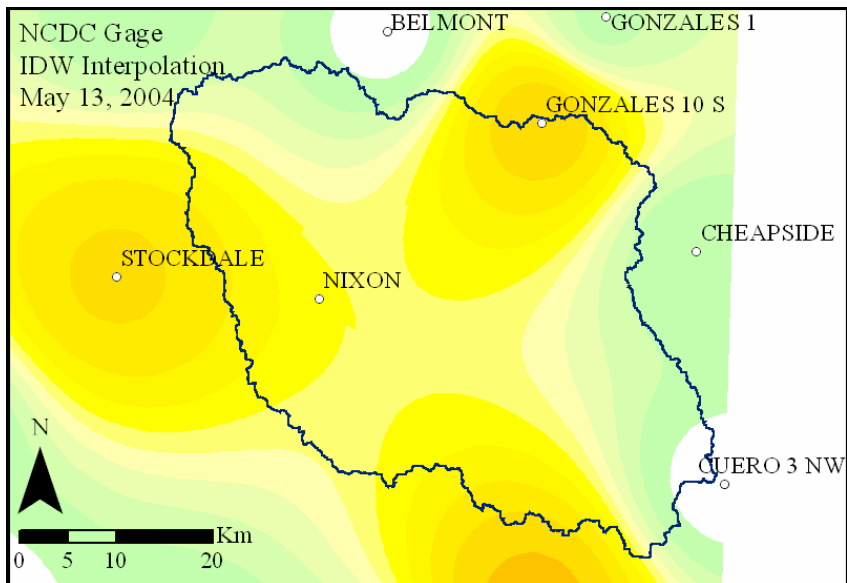 NCDC Gage
IDW Interpolation
May 13, 2004
BELMONT
GONZALES 1
GONZALES 10 S
CHEAPSIDE
STOCKDALE
NIXON
CUERO 3 NW
N
Km
0 5 10 20